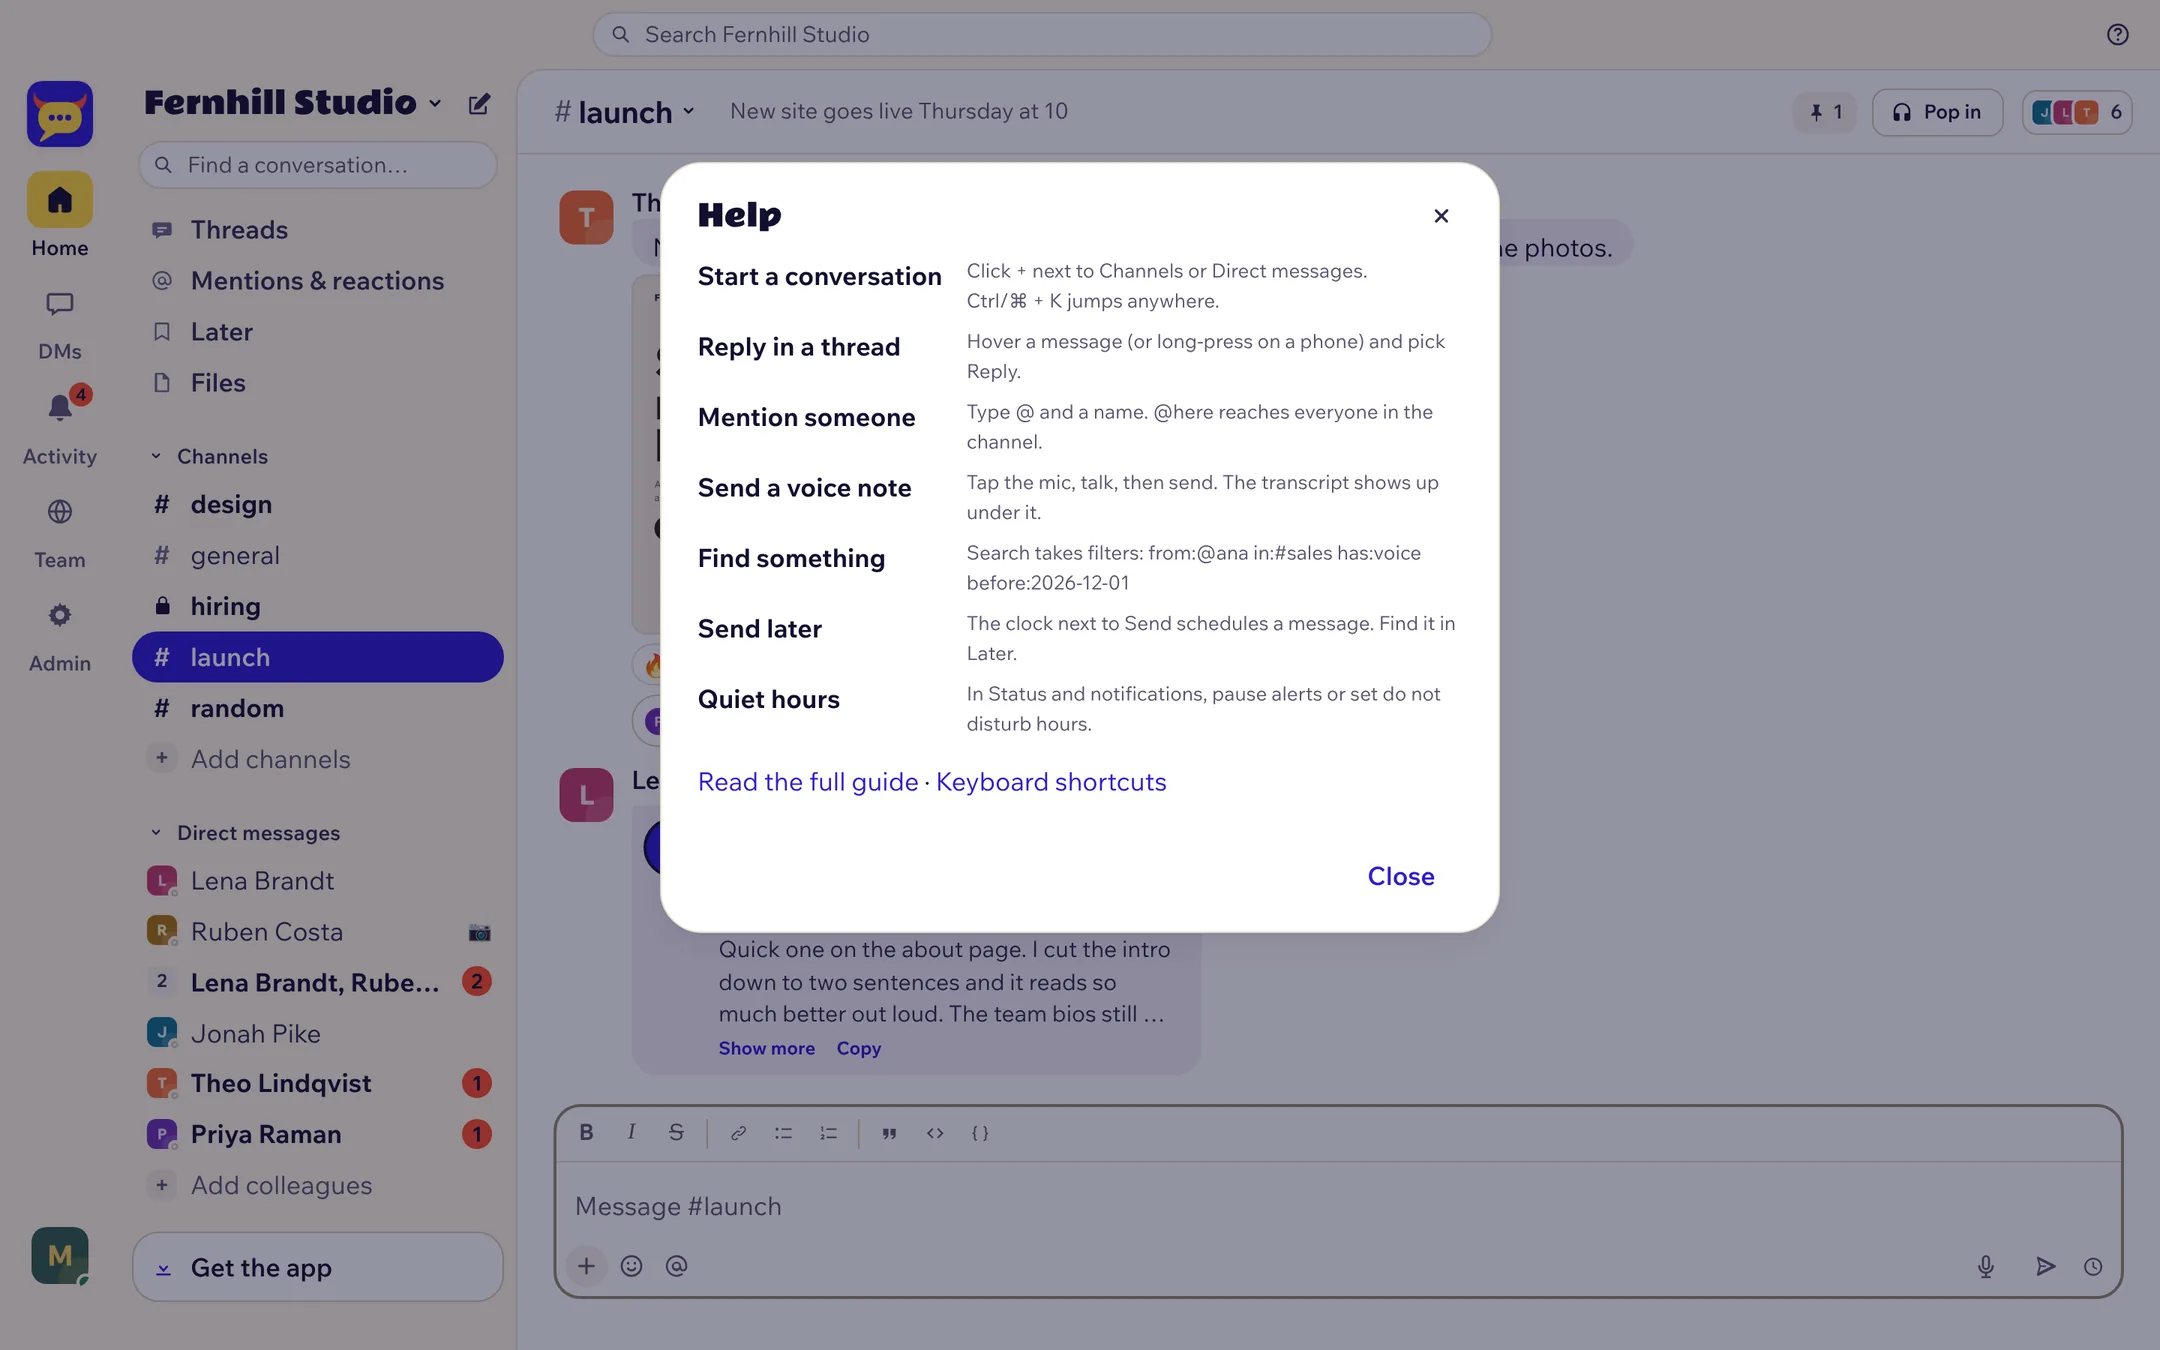 Search Fernhill Studio
Fernhill Studio
Find a conversation…
Home
DMs
4
Activity
Team
Admin
M
Threads
Mentions & reactions
Later
Files
Channels
# design
# general
hiring
# launch
# random
+ Add channels
Direct messages
L Lena Brandt
R Ruben Costa
2 Lena Brandt, Rube… 2
J Jonah Pike
T Theo Lindqvist 1
P Priya Raman 1
+ Add colleagues
Get the app
# launch
New site goes live Thursday at 10
1
Pop in
J L T 6
T
Th
e photos.
L
Le
Help
Start a conversation
Click + next to Channels or Direct messages.
Ctrl/⌘ + K jumps anywhere.
Reply in a thread
Hover a message (or long-press on a phone) and pick
Reply.
Mention someone
Type @ and a name. @here reaches everyone in the
channel.
Send a voice note
Tap the mic, talk, then send. The transcript shows up
under it.
Find something
Search takes filters: from:@ana in:#sales has:voice
before:2026-12-01
Send later
The clock next to Send schedules a message. Find it in
Later.
Quiet hours
In Status and notifications, pause alerts or set do not
disturb hours.
Read the full guide · Keyboard shortcuts
Close
Quick one on the about page. I cut the intro
down to two sentences and it reads so
much better out loud. The team bios still …
Show more Copy
B I S
Message #launch